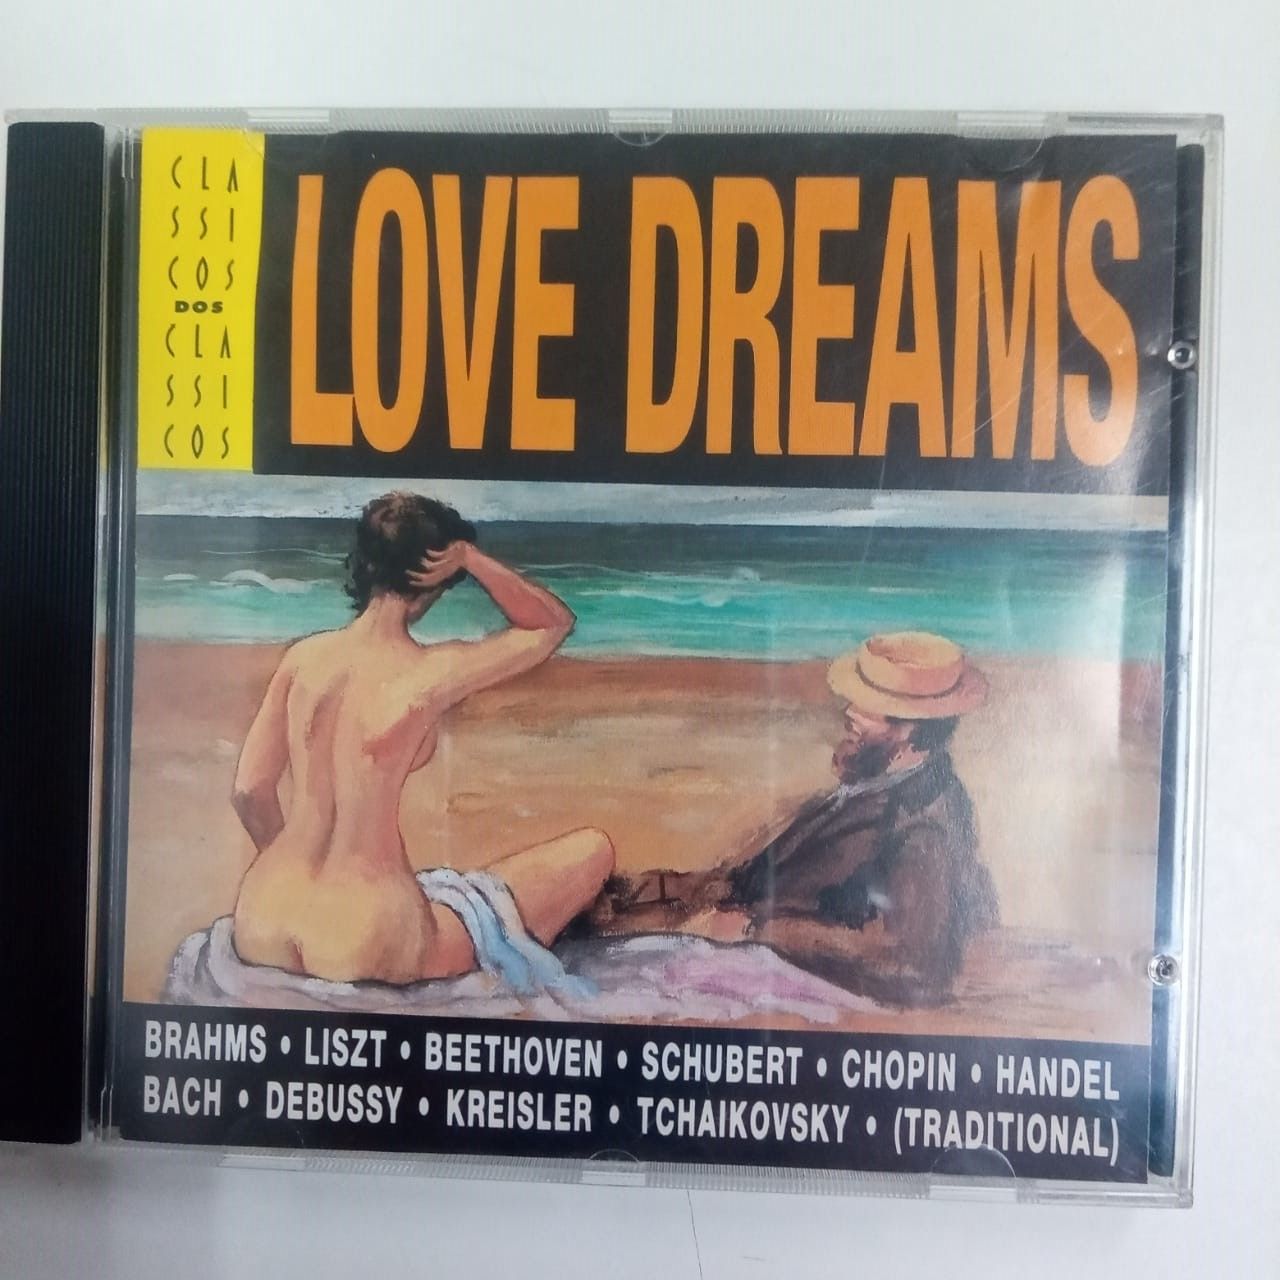 CLA
SSI
COS
DOS
CLA
SSI
COS
LOVE DREAMS
BRAHMS • LISZT • BEETHOVEN • SCHUBERT • CHOPIN • HANDEL
BACH • DEBUSSY • KREISLER • TCHAIKOVSKY • (TRADITIONAL)